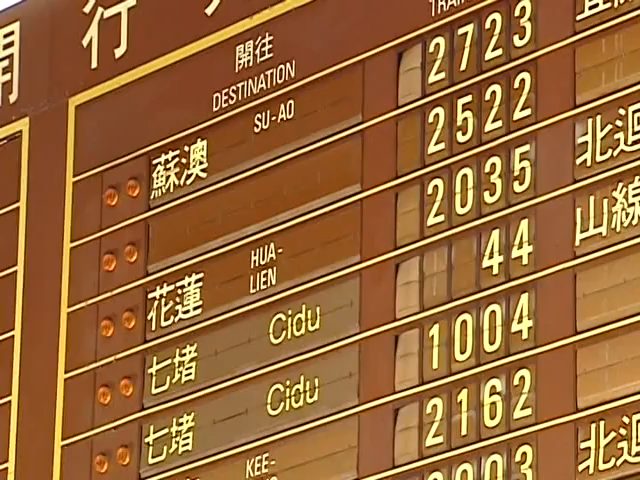 開 行
開往
DESTINATION
蘇澳 SU-AO 2723
2522
花蓮 HUA-LIEN 2035 北迴
七堵 Cidu 44 山線
七堵 Cidu 1004
KEE- 2162
北迴